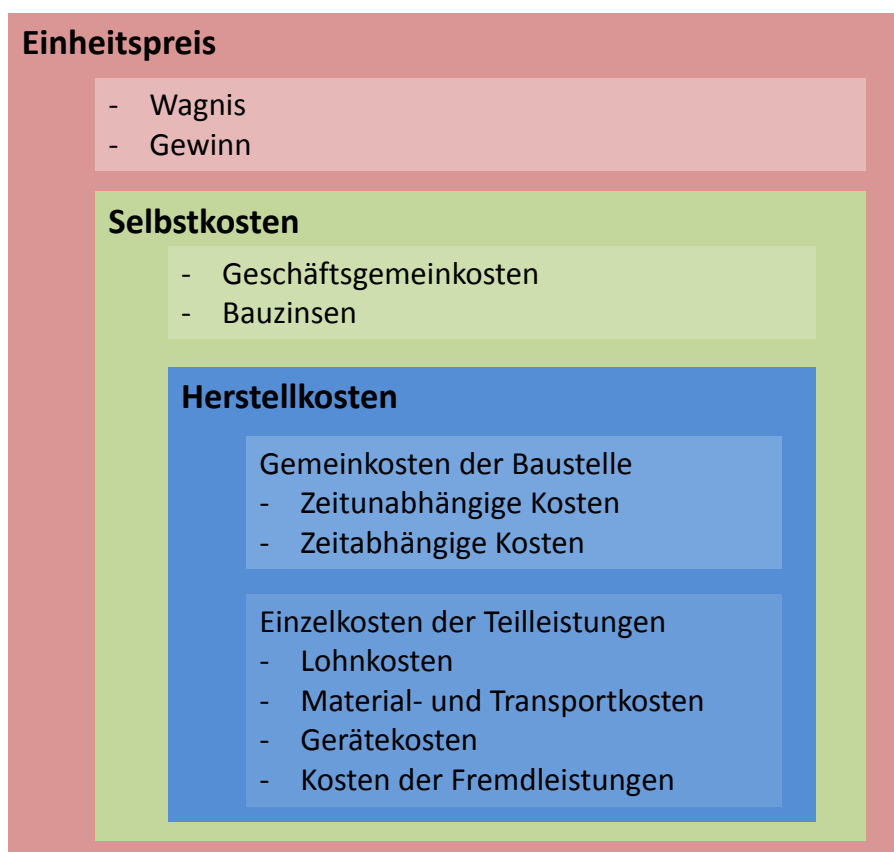 Einheitspreis
- Wagnis
- Gewinn
Selbstkosten
- Geschäftsgemeinkosten
- Bauzinsen
Herstellkosten
Gemeinkosten der Baustelle
- Zeitunabhängige Kosten
- Zeitabhängige Kosten
Einzelkosten der Teilleistungen
- Lohnkosten
- Material- und Transportkosten
- Gerätekosten
- Kosten der Fremdleistungen